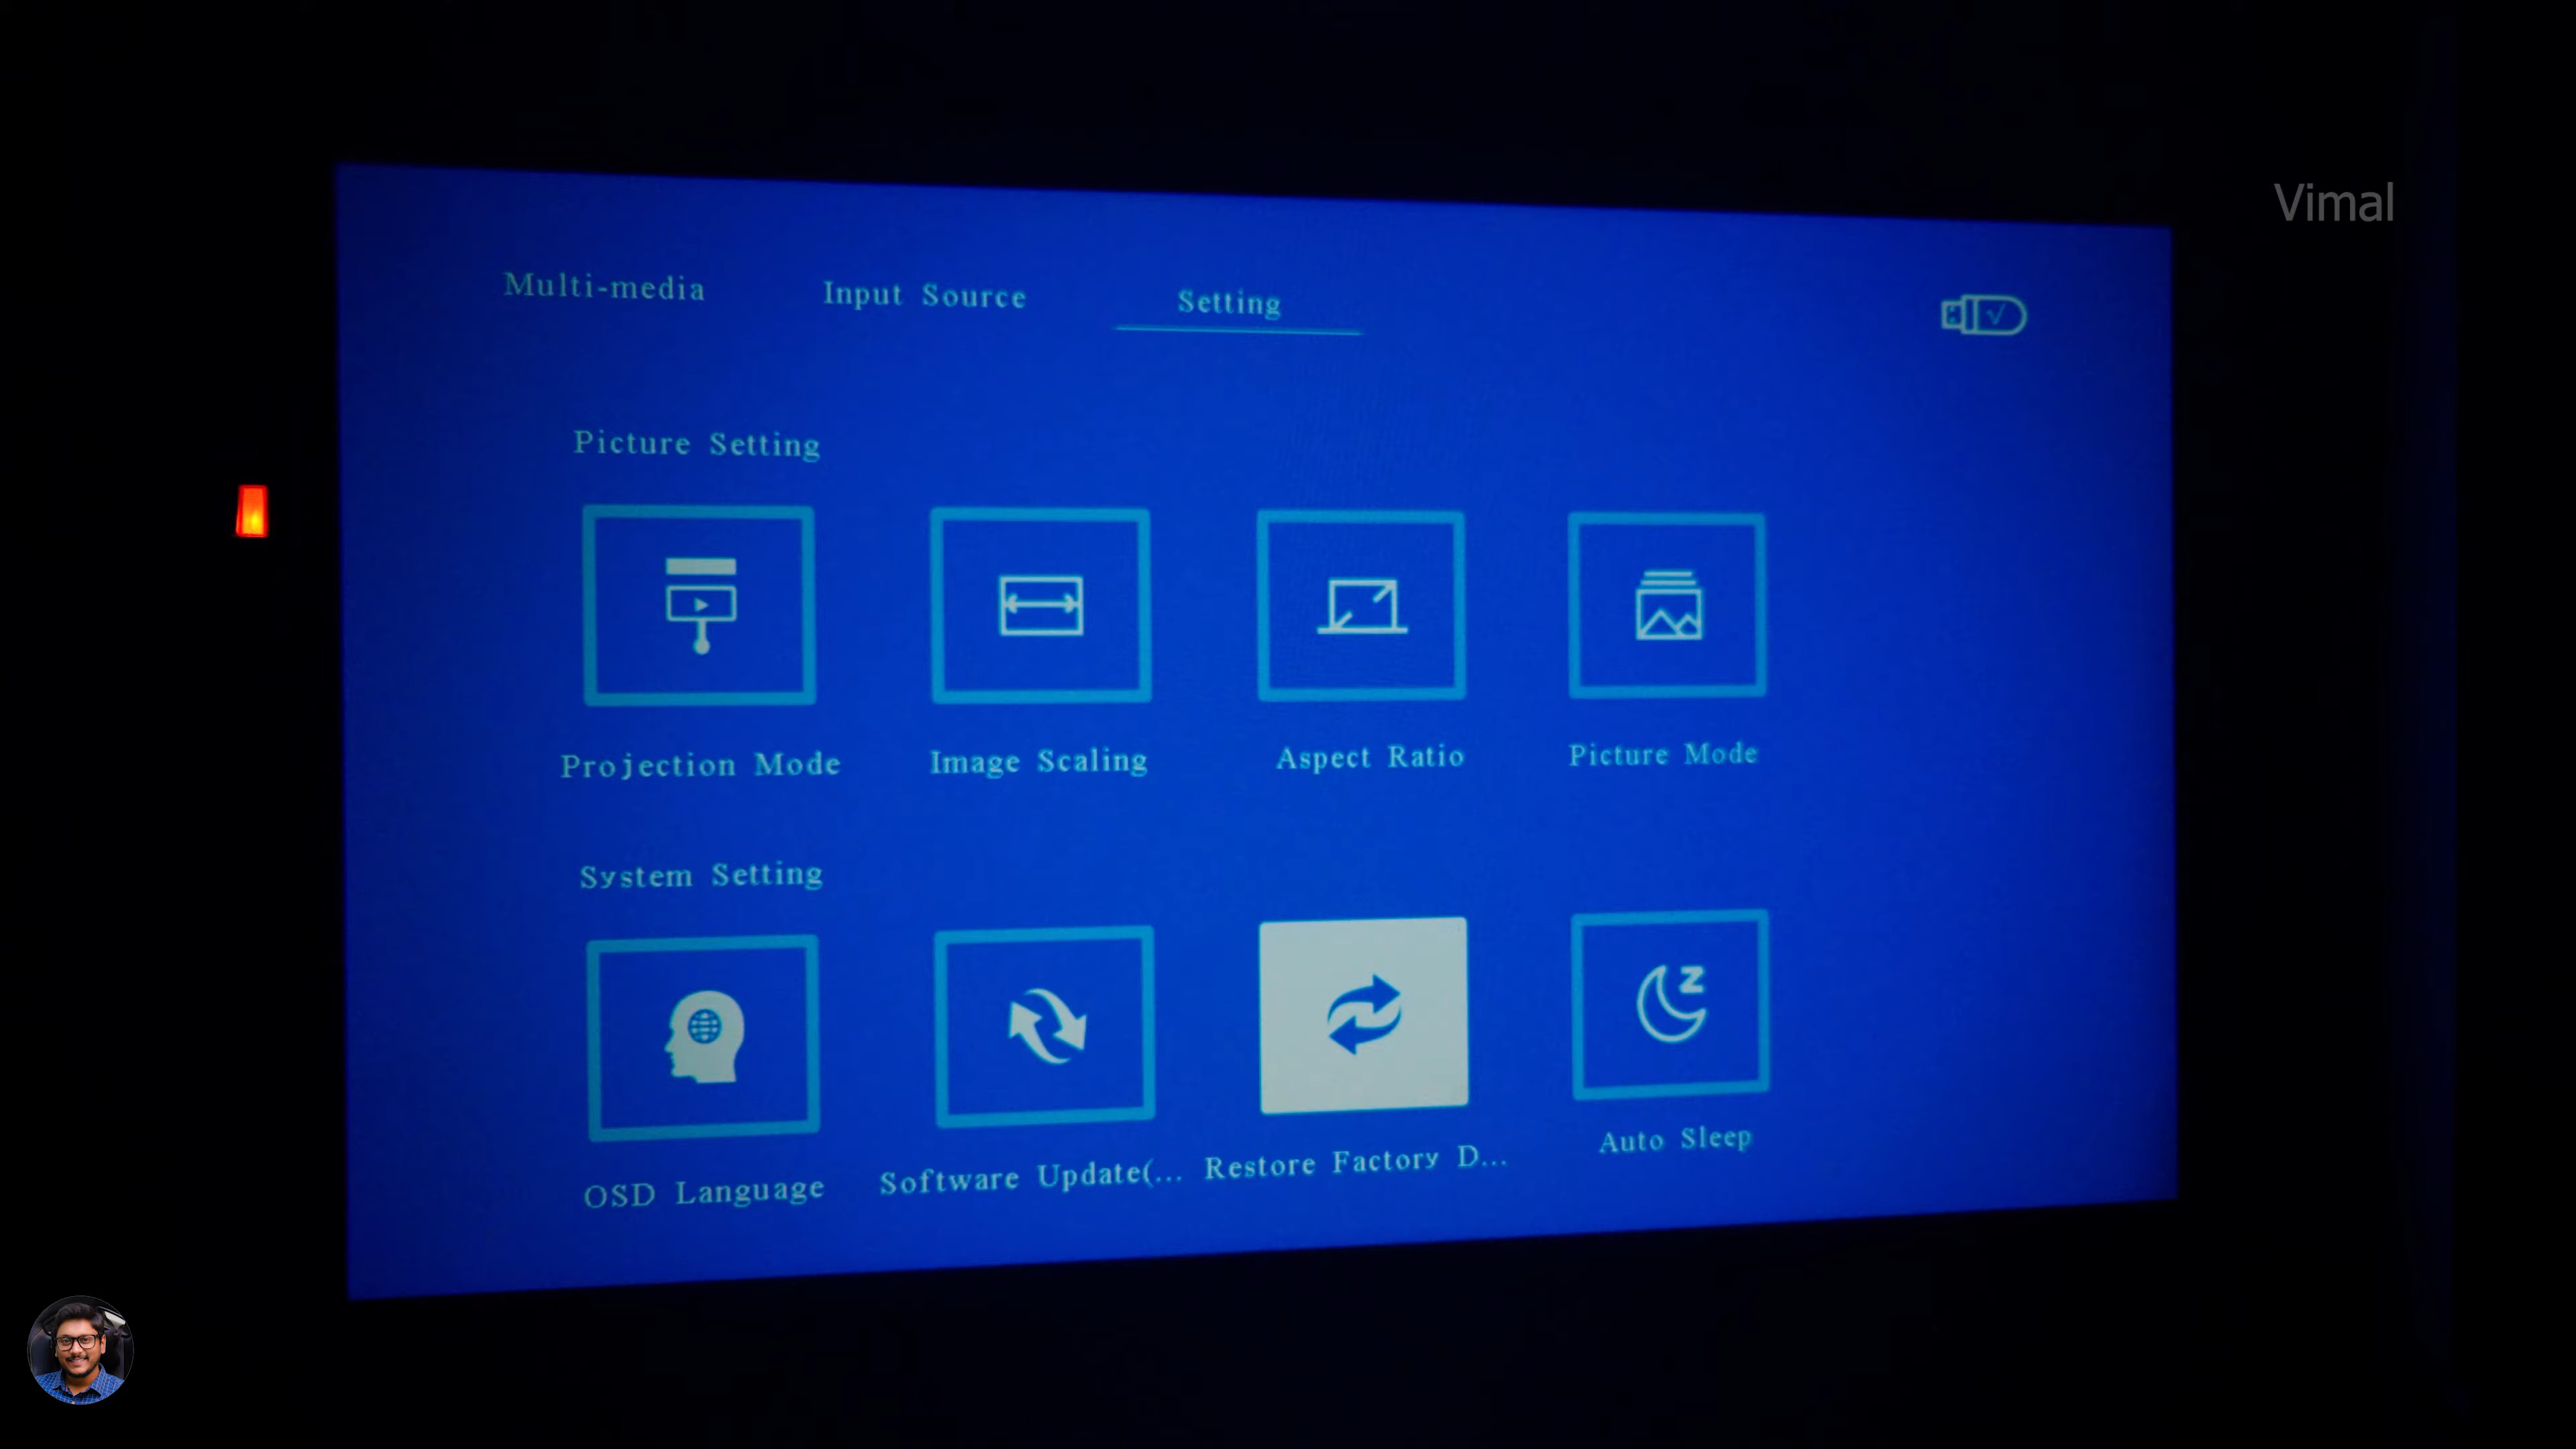 Vimal
Multi-media Input Source Setting
Picture Setting
Projection Mode Image Scaling Aspect Ratio Picture Mode
System Setting
OSD Language Software Update(... Restore Factory D... Auto Sleep